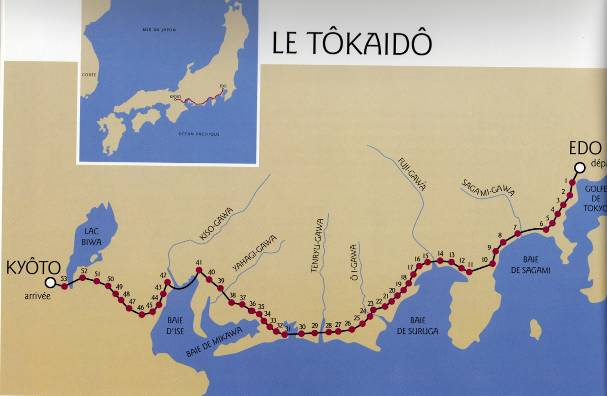 LE TÔKAIDÔ
MER DU JAPON
CORÉE
KYOTO
EDO
OCÉAN PACIFIQUE
EDO
dépa
GOLFE
DE
TOKYO
FUJI-GAWA
SAGAMI-GAWA
KISO-GAWA
YAHAGI-GAWA
TENRYU-GAWA
Ô I-GAWA
LAC
BIWA
KYÔTO
arrivée
BAIE
D'ISE
BAIE DE MIKAWA
BAIE
DE SURUGA
BAIE
DE SAGAMI
1
2
3
4
5
6
7
8
9
10
11
12
13
14
15
16
17
18
19
20
21
22
23
24
25
26
27
28
29
30
31
32
33
34
35
36
37
38
39
40
41
42
43
44
45
46
47
48
49
50
51
52
53